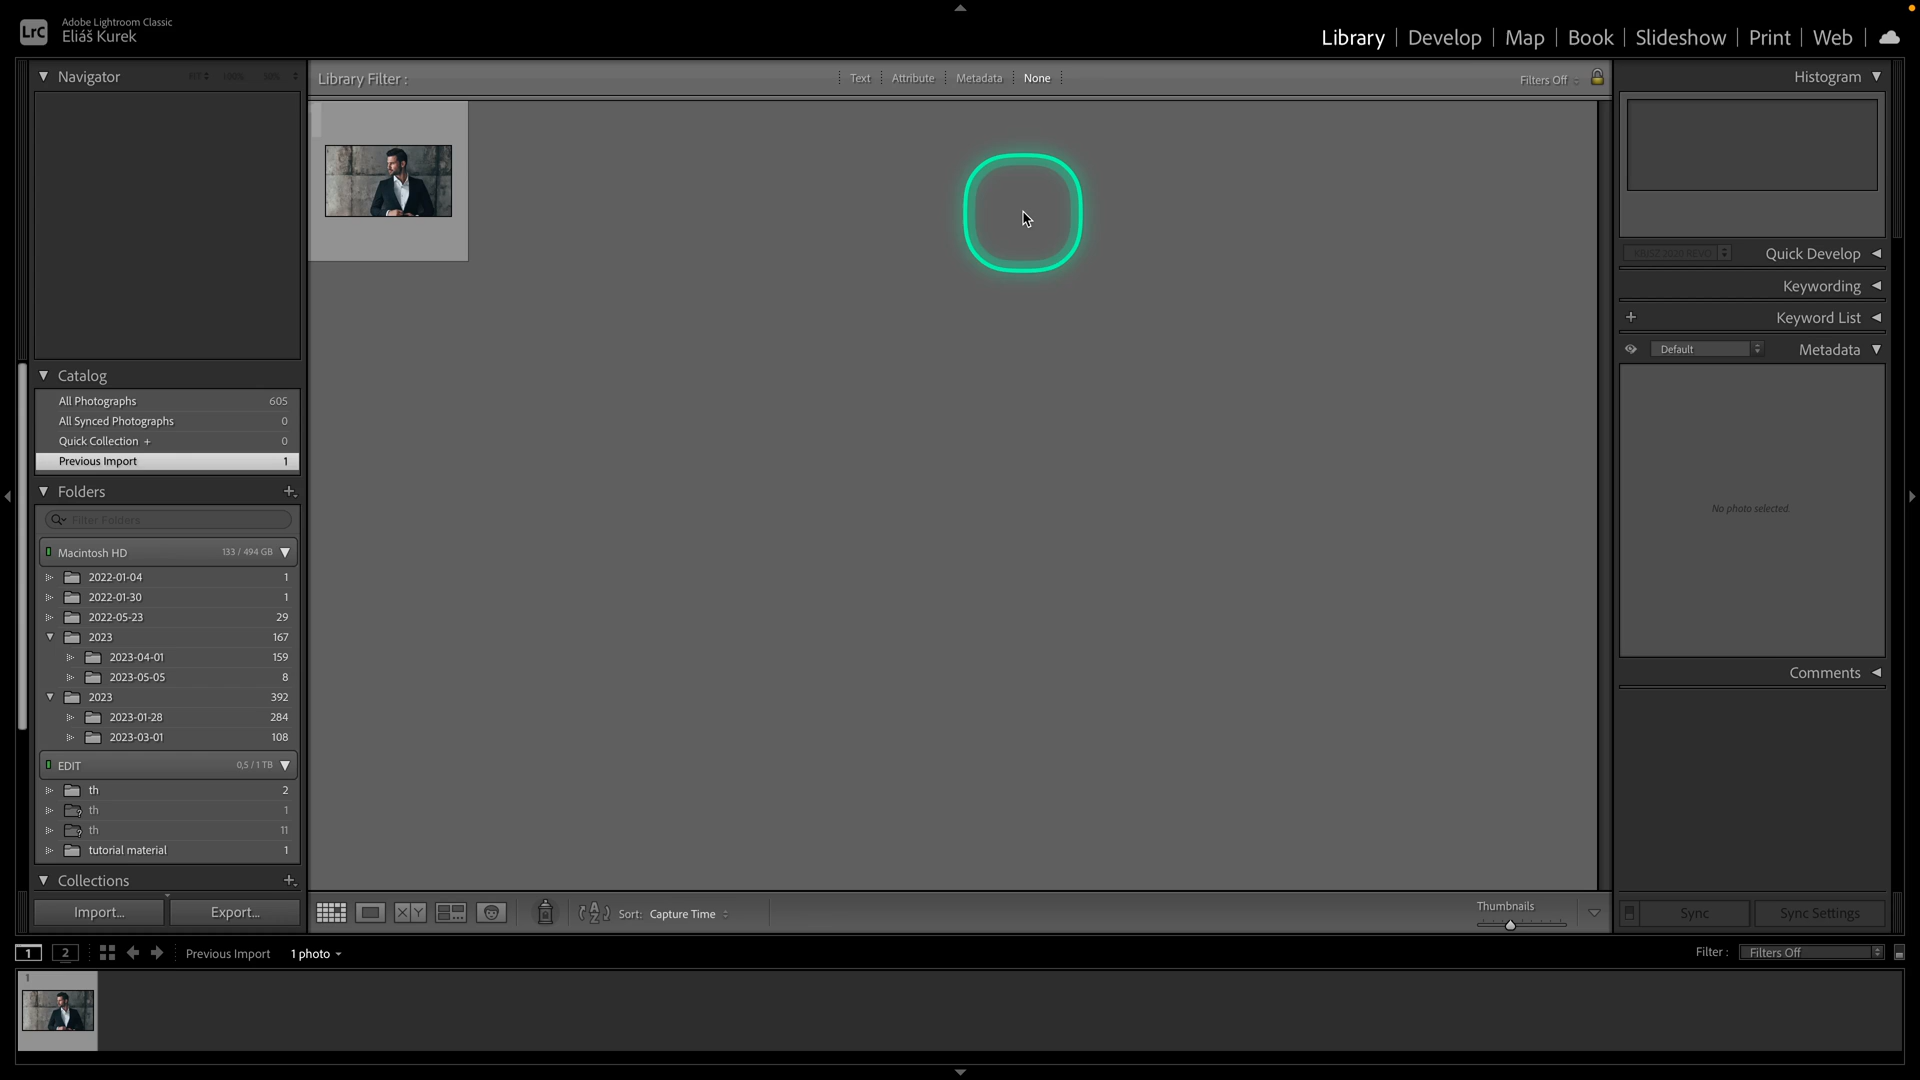 LrC
Adobe Lightroom Classic
Eliáš Kurek
Library | Develop | Map | Book | Slideshow | Print | Web
Navigator
FIT 100% 50%
Library Filter :
Text Attribute Metadata None
Filters Off
Histogram
Quick Develop
Keywording
Keyword List
Default
Metadata
No photo selected.
Comments
Catalog
All Photographs 605
All Synced Photographs 0
Quick Collection + 0
Previous Import 1
Folders
Filter Folders
Macintosh HD 133 / 494 GB
2022-01-04 1
2022-01-30 1
2022-05-23 29
2023 167
2023-04-01 159
2023-05-05 8
2023 392
2023-01-28 284
2023-03-01 108
EDIT 0,5 / 1 TB
th 2
th 1
th 11
tutorial material 1
Collections
Import... Export...
X Y
Sort: Capture Time
Thumbnails
Sync Sync Settings
1 2
Previous Import 1 photo
Filter : Filters Off
1